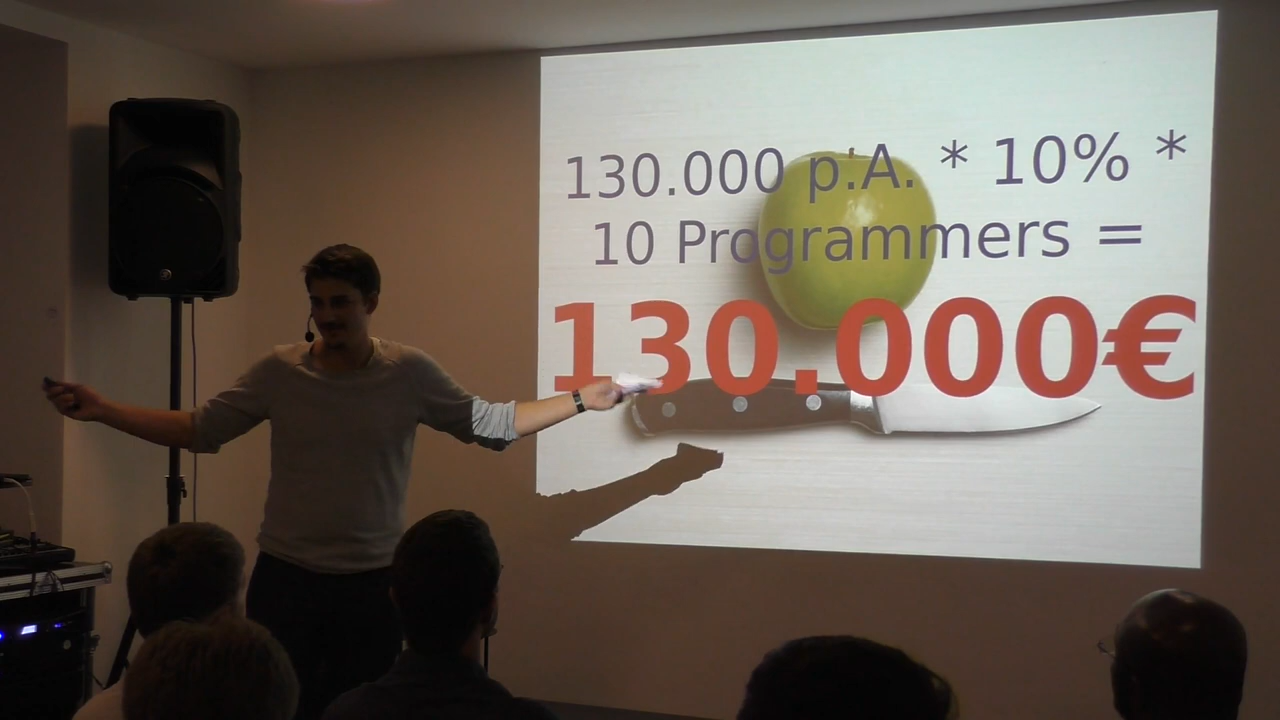 130.000 p.A. * 10% *
10 Programmers =
130.000€